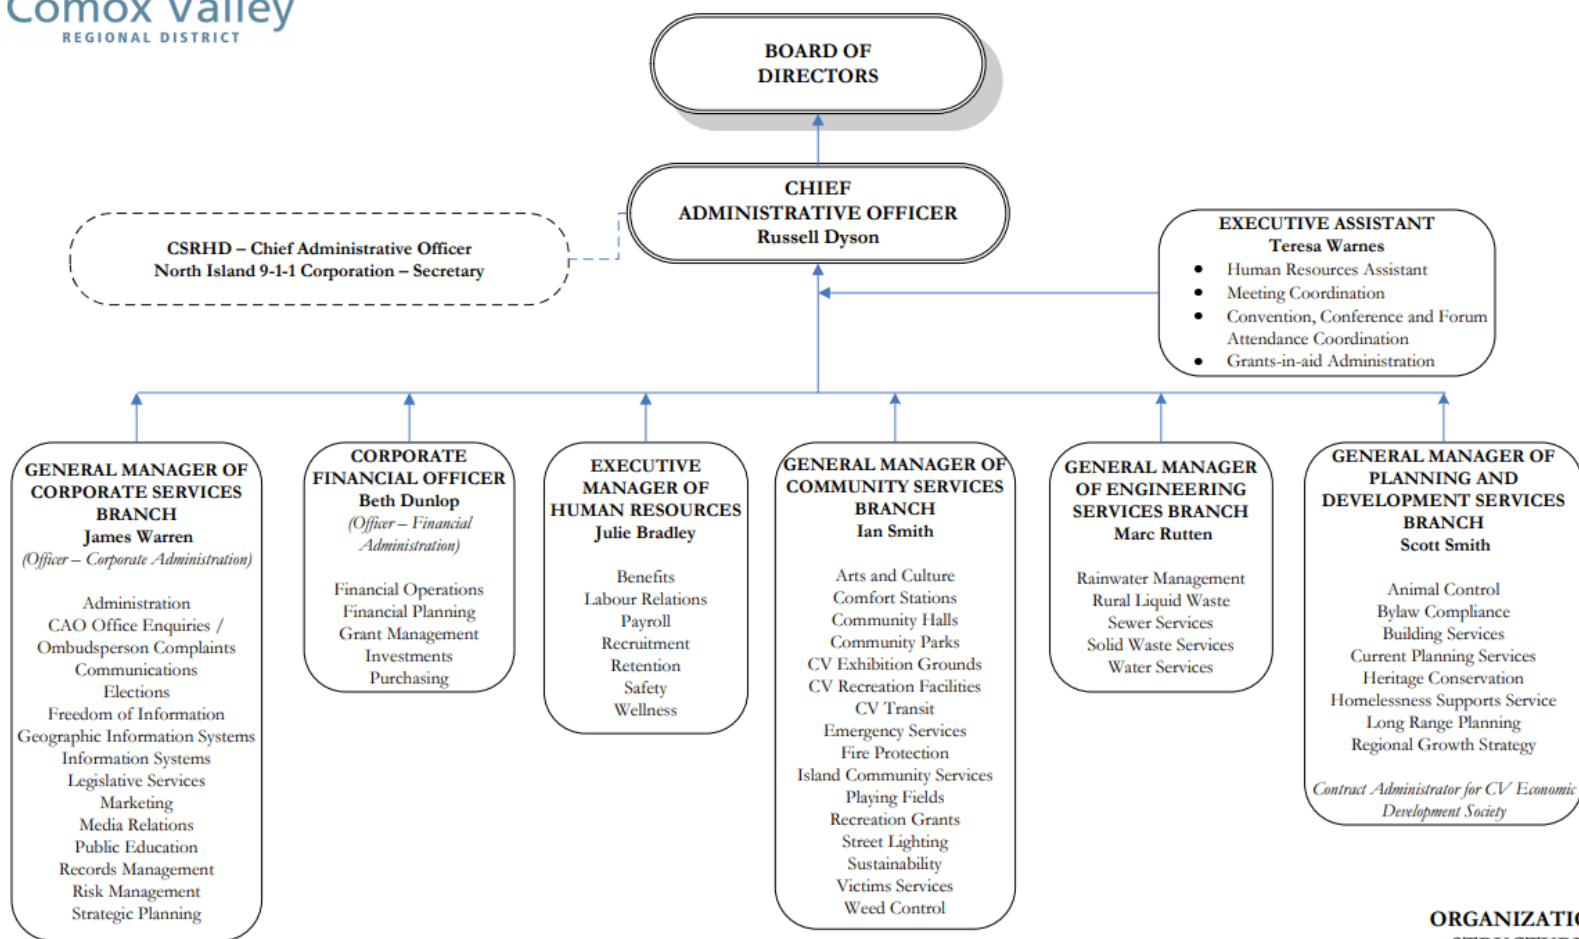 Comox Valley
REGIONAL DISTRICT
BOARD OF
DIRECTORS
CHIEF
ADMINISTRATIVE OFFICER
Russell Dyson
CSRHD – Chief Administrative Officer
North Island 9-1-1 Corporation – Secretary
EXECUTIVE ASSISTANT
Teresa Warnes
• Human Resources Assistant
• Meeting Coordination
• Convention, Conference and Forum
Attendance Coordination
• Grants-in-aid Administration
GENERAL MANAGER OF
CORPORATE SERVICES
BRANCH
James Warren
(Officer – Corporate Administration)
Administration
CAO Office Enquiries /
Ombudsperson Complaints
Communications
Elections
Freedom of Information
Geographic Information Systems
Information Systems
Legislative Services
Marketing
Media Relations
Public Education
Records Management
Risk Management
Strategic Planning
CORPORATE
FINANCIAL OFFICER
Beth Dunlop
(Officer – Financial
Administration)
Financial Operations
Financial Planning
Grant Management
Investments
Purchasing
EXECUTIVE
MANAGER OF
HUMAN RESOURCES
Julie Bradley
Benefits
Labour Relations
Payroll
Recruitment
Retention
Safety
Wellness
GENERAL MANAGER OF
COMMUNITY SERVICES
BRANCH
Ian Smith
Arts and Culture
Comfort Stations
Community Halls
Community Parks
CV Exhibition Grounds
CV Recreation Facilities
CV Transit
Emergency Services
Fire Protection
Island Community Services
Playing Fields
Recreation Grants
Street Lighting
Sustainability
Victims Services
Weed Control
GENERAL MANAGER
OF ENGINEERING
SERVICES BRANCH
Marc Rutten
Rainwater Management
Rural Liquid Waste
Sewer Services
Solid Waste Services
Water Services
GENERAL MANAGER OF
PLANNING AND
DEVELOPMENT SERVICES
BRANCH
Scott Smith
Animal Control
Bylaw Compliance
Building Services
Current Planning Services
Heritage Conservation
Homelessness Supports Service
Long Range Planning
Regional Growth Strategy
Contract Administrator for CV Economic
Development Society
ORGANIZATIO